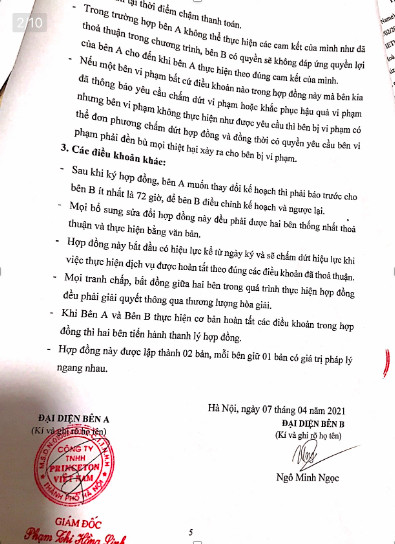 2/10
tại thời điểm chậm thanh toán.
- Trong trường hợp bên A không thể thực hiện các cam kết của mình như đã
thoả thuận trong chương trình, bên B có quyền sẽ không đáp ứng quyền lợi
của bên A cho đến khi bên A thực hiện theo đúng cam kết của mình.
- Nếu một bên vi phạm bất cứ điều khoản nào trong hợp đồng này mà bên kia
đã thông báo yêu cầu chấm dứt vi phạm hoặc khắc phục hậu quả vi phạm
nhưng bên vi phạm không thực hiện như được yêu cầu thì bên bị vi phạm có
thể đơn phương chấm dứt hợp đồng và đồng thời có quyền yêu cầu bên vi
phạm phải đền bù mọi thiệt hại xảy ra cho bên bị vi phạm.
3. Các điều khoản khác:
- Sau khi ký hợp đồng, bên A muốn thay đổi kế hoạch thì phải báo trước cho
bên B ít nhất là 72 giờ, để bên B điều chỉnh kế hoạch và ngược lại.
- Mọi bổ sung sửa đổi hợp đồng này đều phải được hai bên thống nhất thoả
thuận và thực hiện bằng văn bản.
- Hợp đồng này bắt đầu có hiệu lực kể từ ngày ký và sẽ chấm dứt hiệu lực khi
việc thực hiện dịch vụ được hoàn tất theo đúng các điều khoản đã thoả thuận.
- Mọi tranh chấp, bất đồng giữa hai bên trong quá trình thực hiện hợp đồng
đều phải giải quyết thông qua thương lượng hòa giải.
- Khi Bên A và Bên B thực hiện cơ bản hoàn tất các điều khoản trong hợp
đồng thì hai bên tiến hành thanh lý hợp đồng.
- Hợp đồng này được lập thành 02 bản, mỗi bên giữ 01 bản có giá trị pháp lý
ngang nhau.
Hà Nội, ngày 07 tháng 04 năm 2021
ĐẠI DIỆN BÊN A
(Kí và ghi rõ họ tên)
ĐẠI DIỆN BÊN B
(Kí và ghi rõ họ tên)
CÔNG TY
TNHH
PRINCETON
VIỆT NAM
THÀNH PHỐ HÀ NỘI
Ngô Minh Ngọc
GIÁM ĐỐC
Phạm Thị Hồng Linh
5